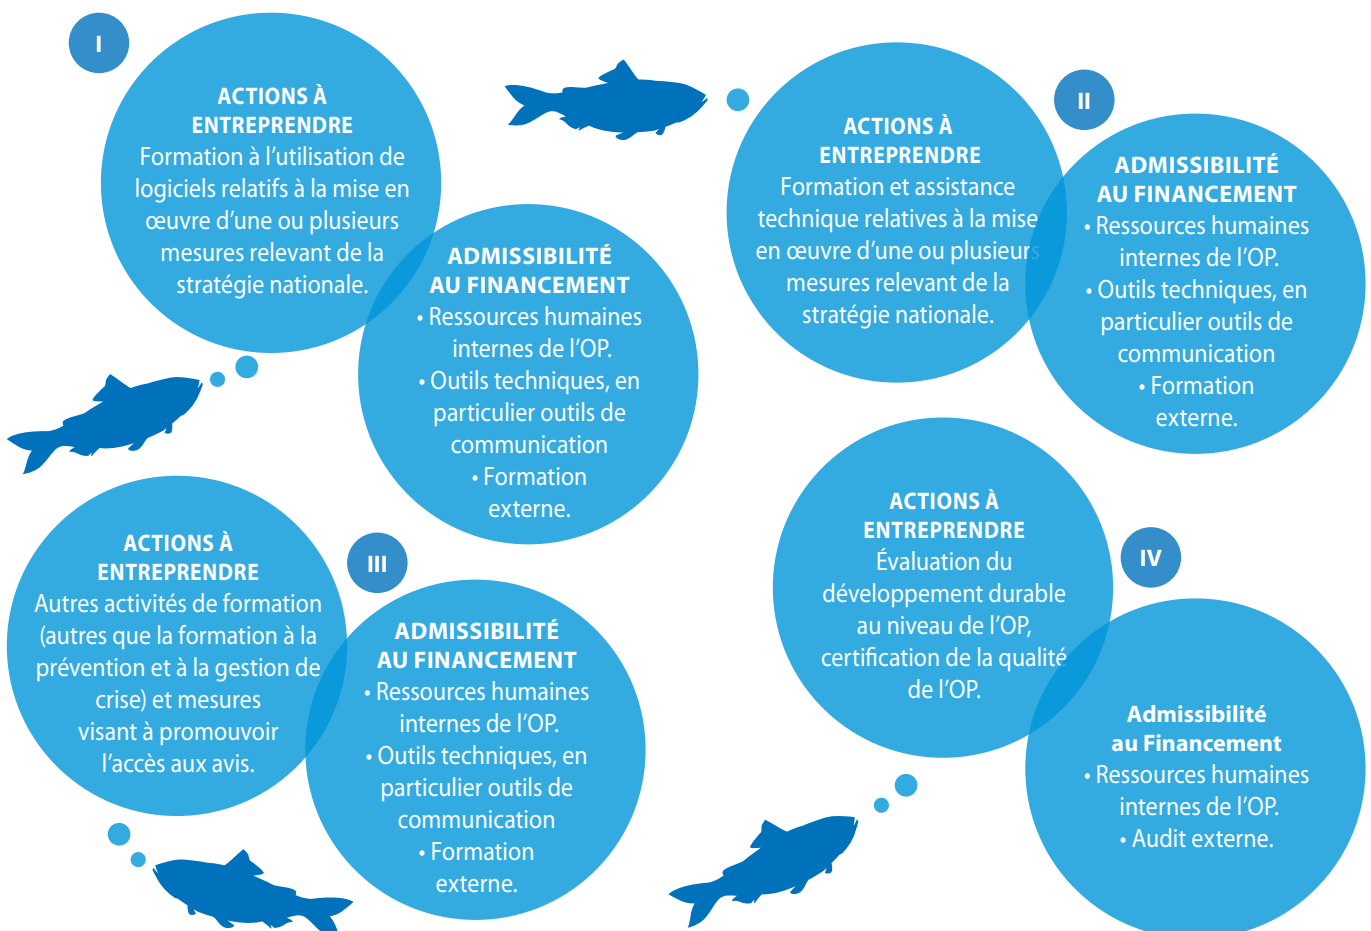 I
ACTIONS À
ENTREPRENDRE
Formation à l’utilisation de
logiciels relatifs à la mise en
œuvre d’une ou plusieurs
mesures relevant de la
stratégie nationale.
ADMISSIBILITÉ
AU FINANCEMENT
• Ressources humaines
internes de l’OP.
• Outils techniques, en
particulier outils de
communication
• Formation
externe.
II
ACTIONS À
ENTREPRENDRE
Formation et assistance
technique relatives à la mise
en œuvre d’une ou plusieurs
mesures relevant de la
stratégie nationale.
ADMISSIBILITÉ
AU FINANCEMENT
• Ressources humaines
internes de l’OP.
• Outils techniques, en
particulier outils de
communication
• Formation
externe.
III
ACTIONS À
ENTREPRENDRE
Autres activités de formation
(autres que la formation à la
prévention et à la gestion de
crise) et mesures
visant à promouvoir
l’accès aux avis.
ADMISSIBILITÉ
AU FINANCEMENT
• Ressources humaines
internes de l’OP.
• Outils techniques, en
particulier outils de
communication
• Formation
externe.
IV
ACTIONS À
ENTREPRENDRE
Évaluation du
développement durable
au niveau de l’OP,
certification de la qualité
de l’OP.
Admissibilité
au Financement
• Ressources humaines
internes de l’OP.
• Audit externe.